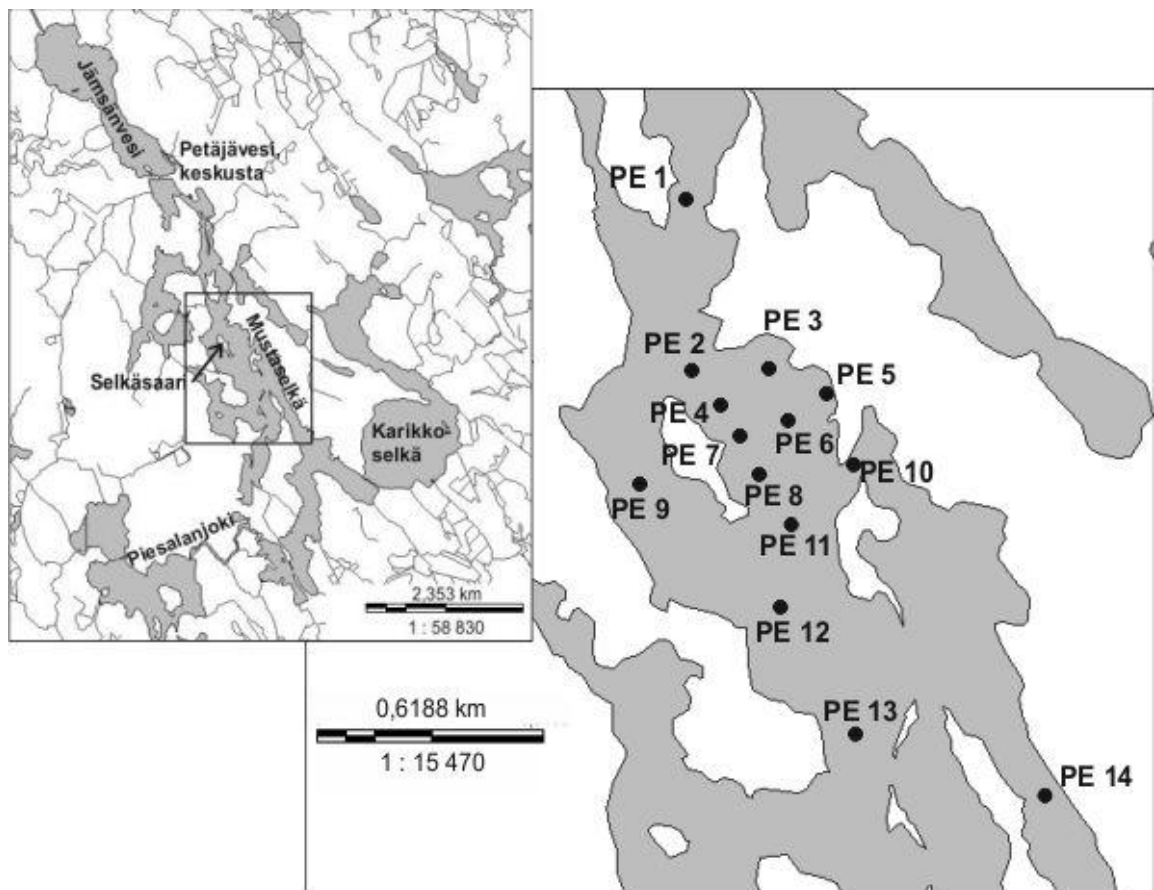 Jämsänvesi
Petäjävesi,
keskusta
Mustaselkä
Selkäsaari
Karikko-
selkä
Piesalanjoki
2,353 km
1 : 58 830
PE 1
PE 2
PE 3
PE 5
PE 4
PE 6
PE 7
PE 10
PE 8
PE 9
PE 11
PE 12
PE 13
PE 14
0,6188 km
1 : 15 470